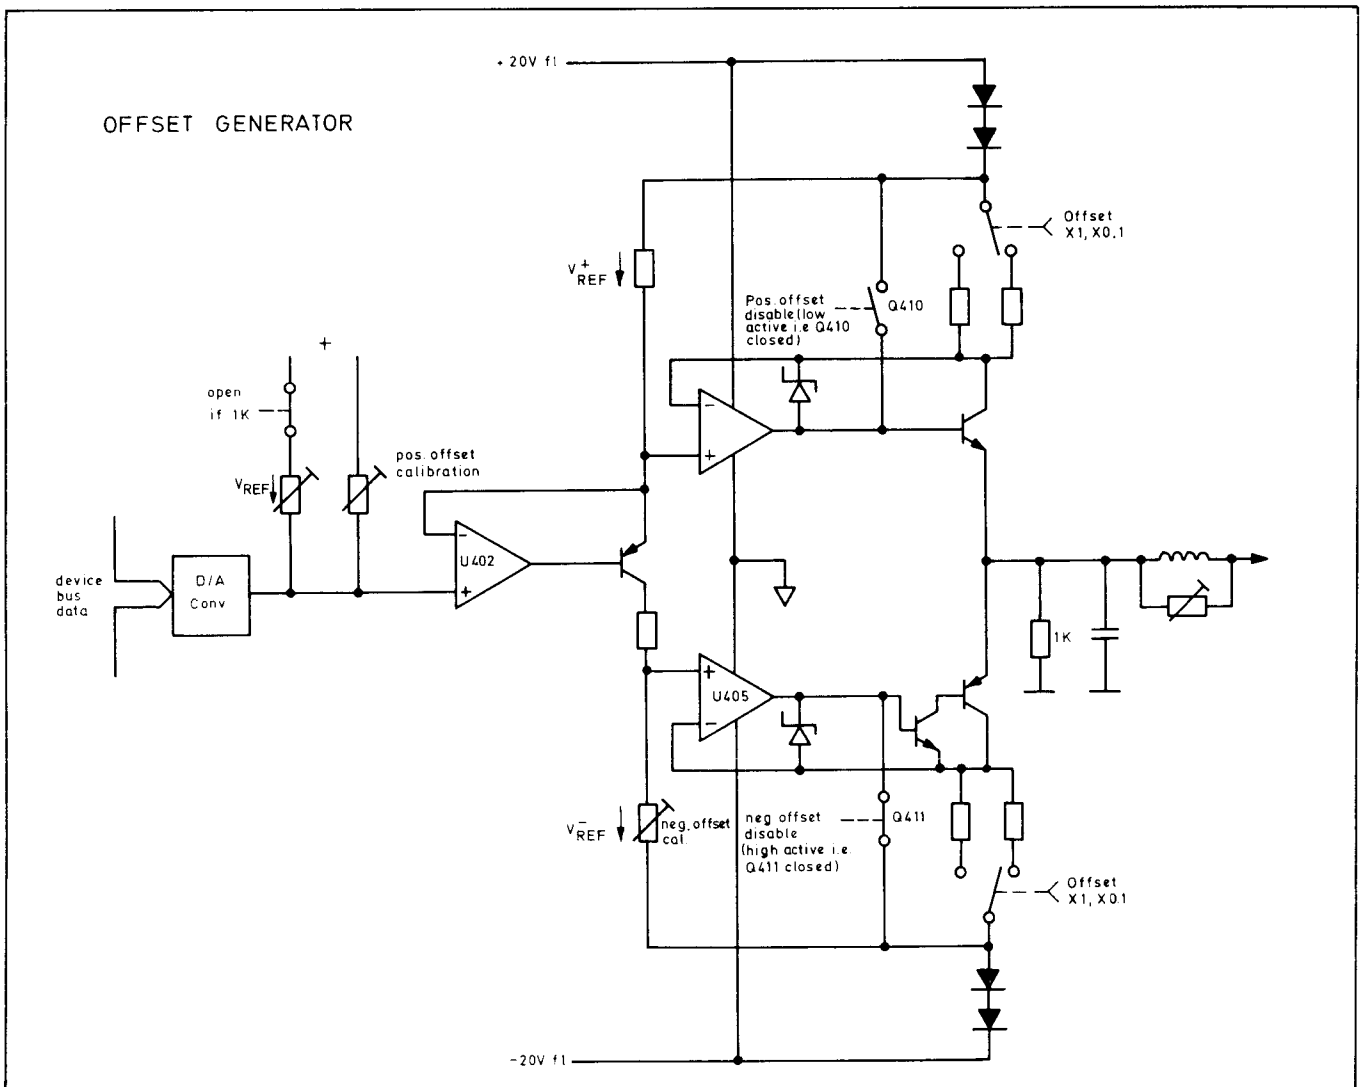 +20V fl
OFFSET GENERATOR
Offset
X1, X0.1
V+REF
Pos. offset
disable (low
active i.e Q410
closed)
Q410
+
open
if 1K
pos. offset
calibration
VREF
-
+
-
U402
+
device
bus
data
D/A
Conv
1K
+
U405
-
V-REF
neg. offset
cal.
neg offset
disable
(high active i.e.
Q411 closed)
Q411
Offset
X1, X0.1
-20V fl